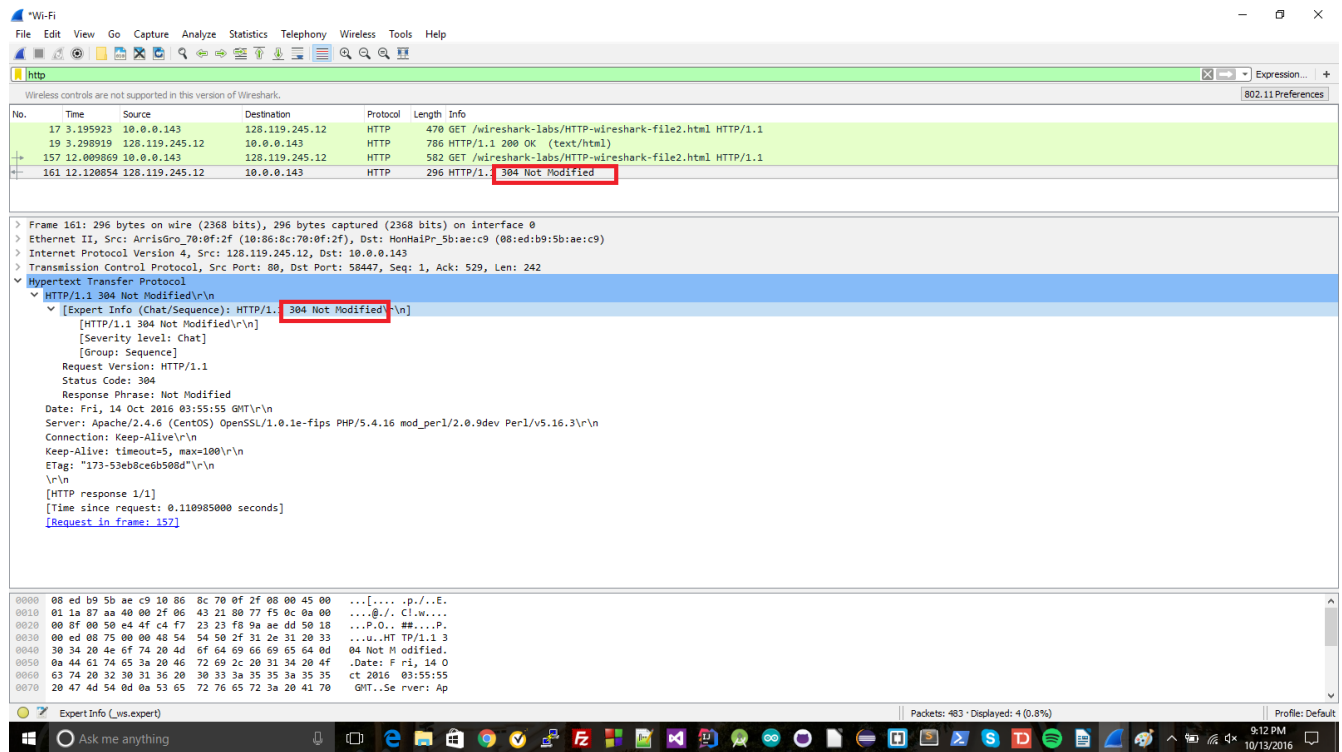 *Wi-Fi
File Edit View Go Capture Analyze Statistics Telephony Wireless Tools Help
http
Expression... +
Wireless controls are not supported in this version of Wireshark.
802.11 Preferences
No. Time Source Destination Protocol Length Info
17 3.195923 10.0.0.143 128.119.245.12 HTTP 470 GET /wireshark-labs/HTTP-wireshark-file2.html HTTP/1.1
19 3.298919 128.119.245.12 10.0.0.143 HTTP 786 HTTP/1.1 200 OK (text/html)
157 12.009869 10.0.0.143 128.119.245.12 HTTP 582 GET /wireshark-labs/HTTP-wireshark-file2.html HTTP/1.1
161 12.120854 128.119.245.12 10.0.0.143 HTTP 296 HTTP/1.1 304 Not Modified
> Frame 161: 296 bytes on wire (2368 bits), 296 bytes captured (2368 bits) on interface 0
> Ethernet II, Src: ArrisGro_70:0f:2f (10:86:8c:70:0f:2f), Dst: HonHaiPr_5b:ae:c9 (08:ed:b9:5b:ae:c9)
> Internet Protocol Version 4, Src: 128.119.245.12, Dst: 10.0.0.143
> Transmission Control Protocol, Src Port: 80, Dst Port: 58447, Seq: 1, Ack: 529, Len: 242
Hypertext Transfer Protocol
HTTP/1.1 304 Not Modified\r\n
[Expert Info (Chat/Sequence): HTTP/1.1 304 Not Modified\r\n]
[HTTP/1.1 304 Not Modified\r\n]
[Severity level: Chat]
[Group: Sequence]
Request Version: HTTP/1.1
Status Code: 304
Response Phrase: Not Modified
Date: Fri, 14 Oct 2016 03:55:55 GMT\r\n
Server: Apache/2.4.6 (CentOS) OpenSSL/1.0.1e-fips PHP/5.4.16 mod_perl/2.0.9dev Perl/v5.16.3\r\n
Connection: Keep-Alive\r\n
Keep-Alive: timeout=5, max=100\r\n
ETag: "173-53eb8ce6b508d"\r\n
\r\n
[HTTP response 1/1]
[Time since request: 0.110985000 seconds]
[Request in frame: 157]
0000 08 ed b9 5b ae c9 10 86 8c 70 0f 2f 08 00 45 00 ...[.... .p./..E.
0010 01 1a 87 aa 40 00 2f 06 43 21 80 77 f5 0c 0a 00 ....@./. C!.w....
0020 00 8f 00 50 e4 4f c4 f7 23 23 f8 9a ae dd 50 18 ...P.O.. ##....P.
0030 00 ed 08 75 00 00 48 54 54 50 2f 31 2e 31 20 33 ...u..HT TP/1.1 3
0040 30 34 20 4e 6f 74 20 4d 6f 64 69 66 69 65 64 0d 04 Not M odified.
0050 0a 44 61 74 65 3a 20 46 72 69 2c 20 31 34 20 4f .Date: F ri, 14 O
0060 63 74 20 32 30 31 36 20 30 33 3a 35 35 3a 35 35 ct 2016 03:55:55
0070 20 47 4d 54 0d 0a 53 65 72 76 65 72 3a 20 41 70 GMT..Se rver: Ap
Expert Info (_ws.expert)
Packets: 483 · Displayed: 4 (0.8%)
Profile: Default
Ask me anything
9:12 PM
10/13/2016